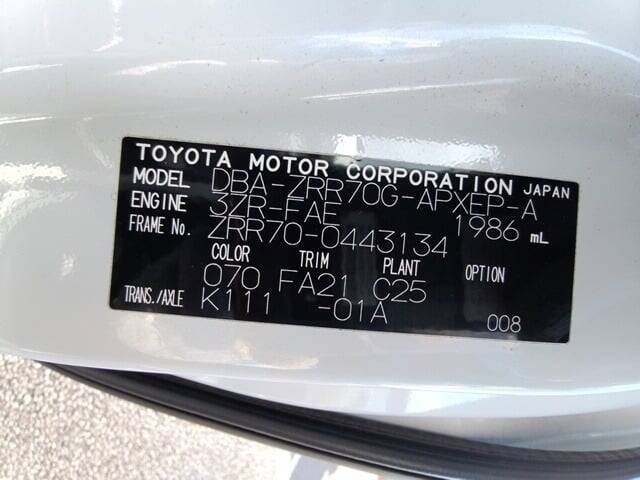 TOYOTA MOTOR CORPORATION JAPAN
MODEL DBA-ZRR70G-APXEP-A
ENGINE 3ZR-FAE 1986 mL
FRAME No. ZRR70-0443134
COLOR TRIM PLANT OPTION
070 FA21 C25
TRANS./AXLE K111 -01A 008